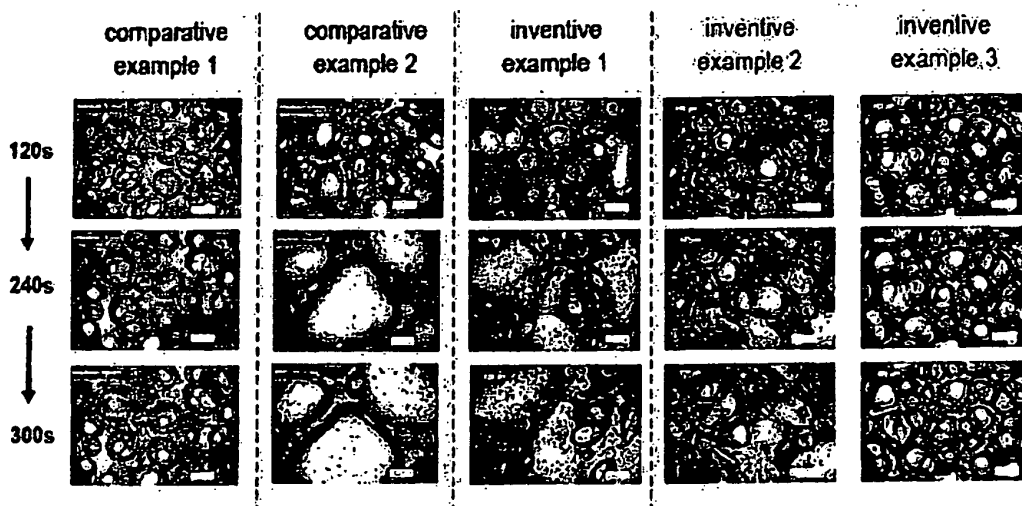 comparative
example 1
comparative
example 2
inventive
example 1
inventive
example 2
inventive
example 3
120s
240s
300s